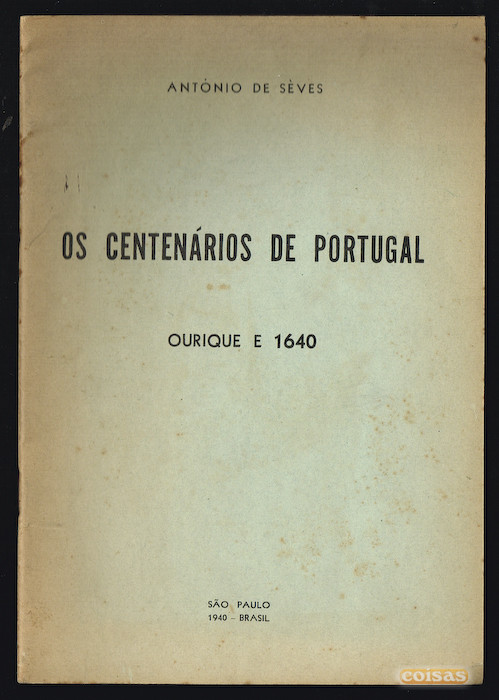 ANTÓNIO DE SÈVES
OS CENTENÁRIOS DE PORTUGAL
OURIQUE E 1640
SÃO PAULO
1940 - BRASIL
coisas